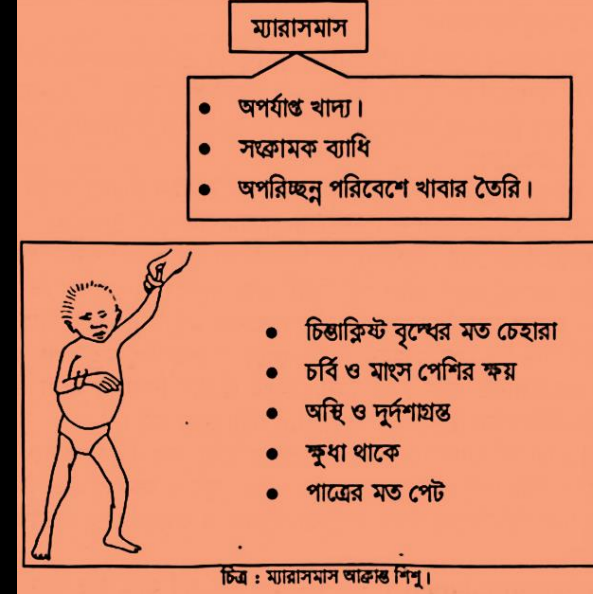 ম্যারাসমাস
অপর্যাপ্ত খাদ্য।
সংক্রামক ব্যাধি
অপরিচ্ছন্ন পরিবেশে খাবার তৈরি।
চিন্তাক্লিষ্ট বৃদ্ধের মত চেহারা
চর্বি ও মাংস পেশির ক্ষয়
অস্থি ও দুর্দশাগ্রস্ত
ক্ষুধা থাকে
পাত্রের মত পেট
চিত্র : ম্যারাসমাস আক্রান্ত শিশু।